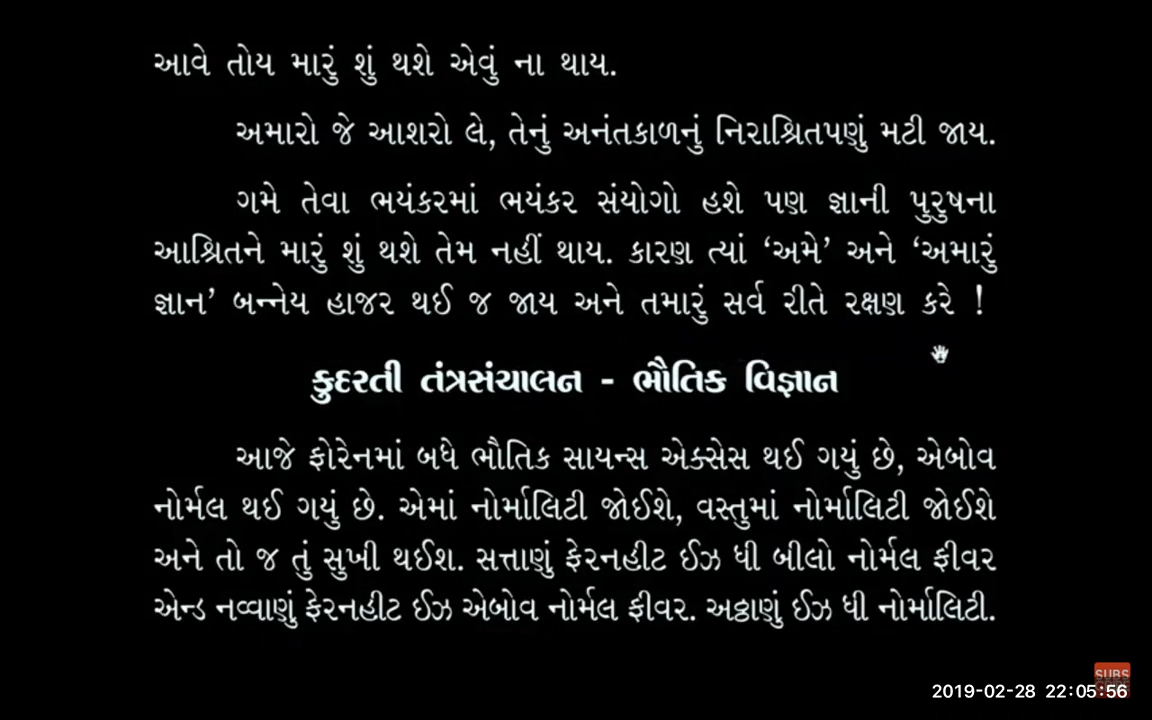 આવે તોય મારું શું થશે એવું ના થાય.
અમારો જે આશરો લે, તેનું અનંતકાળનું નિરાશ્રિતપણું મટી જાય.
ગમે તેવા ભયંકરમાં ભયંકર સંયોગો હશે પણ જ્ઞાની પુરુષના
આશ્રિતને મારું શું થશે તેમ નહીં થાય. કારણ ત્યાં ‘અમે’ અને ‘અમારું
જ્ઞાન’ બન્નેય હાજર થઈ જ જાય અને તમારું સર્વ રીતે રક્ષણ કરે !
કુદરતી તંત્રસંચાલન - ભૌતિક વિજ્ઞાન
આજે ફોરેનમાં બધે ભૌતિક સાયન્સ એક્સેસ થઈ ગયું છે, એબોવ
નોર્મલ થઈ ગયું છે. એમાં નોર્માલિટી જોઈશે, વસ્તુમાં નોર્માલિટી જોઈશે
અને તો જ તું સુખી થઈશ. સત્તાણું ફેરનહીટ ઈઝ ધી બીલો નોર્મલ ફીવર
એન્ડ નવ્વાણું ફેરનહીટ ઈઝ એબોવ નોર્મલ ફીવર. અઠ્ઠાણું ઈઝ ધી નોર્માલિટી.
SUBS
2019-02-28 22:05:56